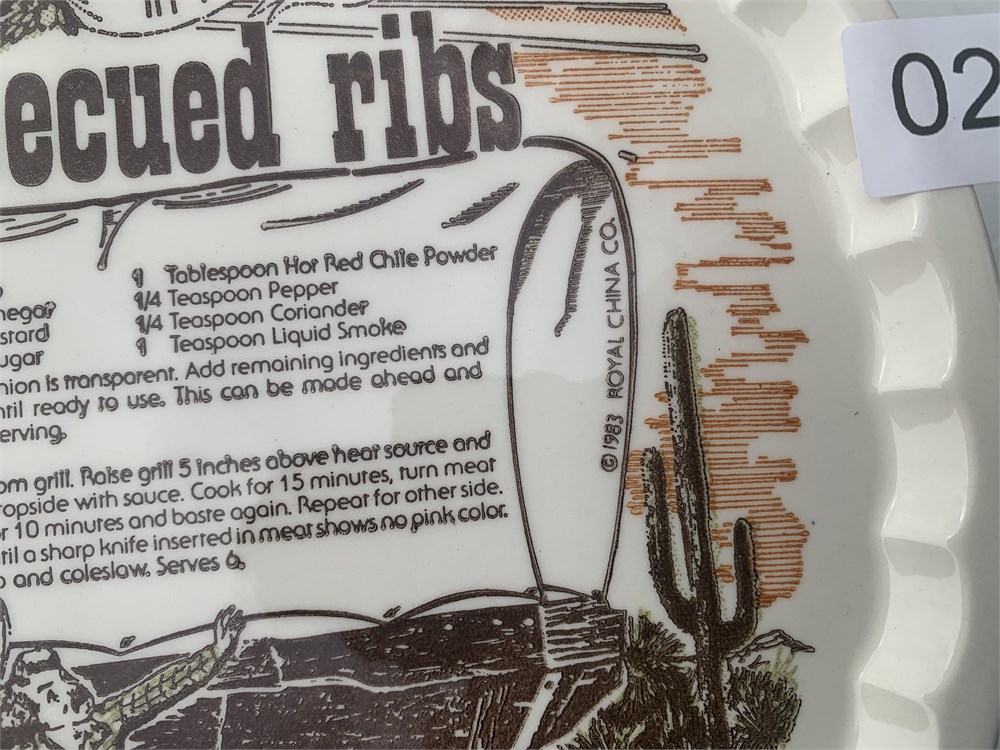 02
ecued ribs
1 Tablespoon Hot Red Chile Powder
negar 1/4 Teaspoon Pepper
stard 1/4 Teaspoon Coriander
ugar 1 Teaspoon Liquid Smoke
nion is transparent. Add remaining ingredients and
ntil ready to use. This can be made ahead and
erving.
om grill. Raise grill 5 inches above heat source and
topside with sauce. Cook for 15 minutes, turn meat
r 10 minutes and baste again. Repeat for other side.
til a sharp knife inserted in meat shows no pink color.
and coleslaw. Serves 6.
© 1983 ROYAL CHINA CO.